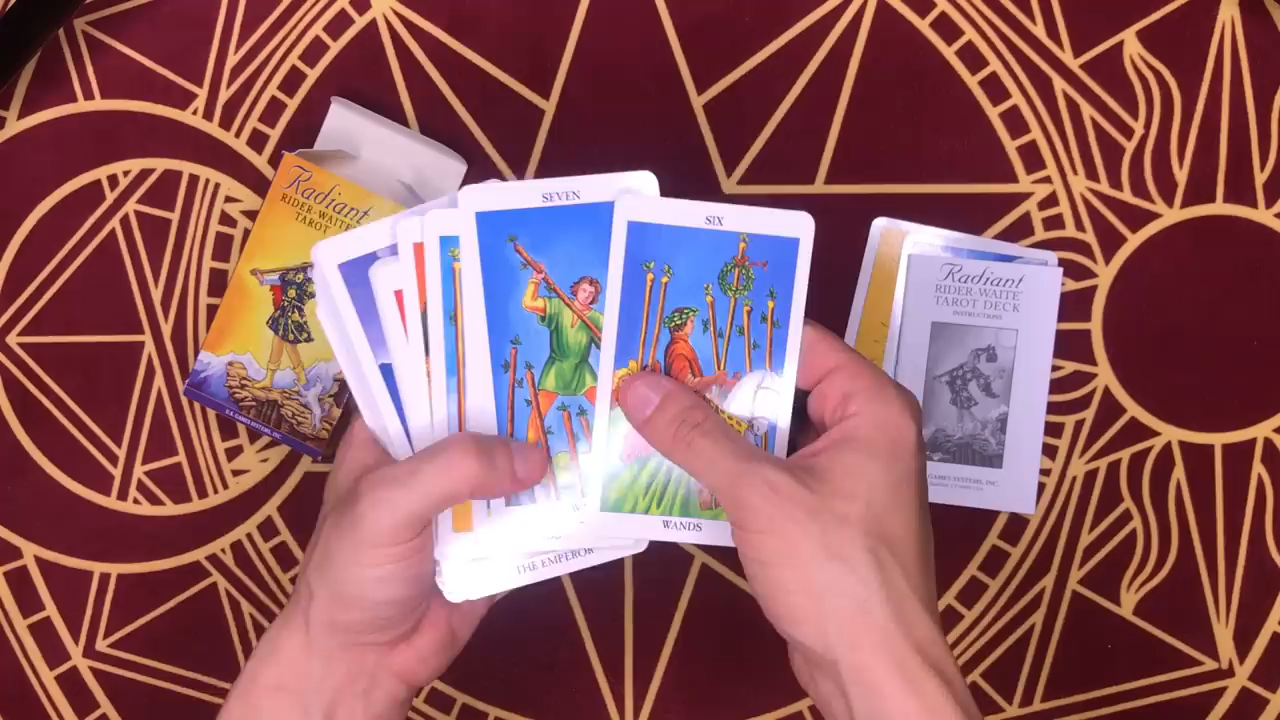 Radiant
RIDER-WAITE
TAROT
U.S. GAMES SYSTEMS, INC.
SEVEN
SIX
WANDS
THE EMPEROR
Radiant
RIDER-WAITE
TAROT DECK
INSTRUCTIONS
GAMES SYSTEMS, INC.